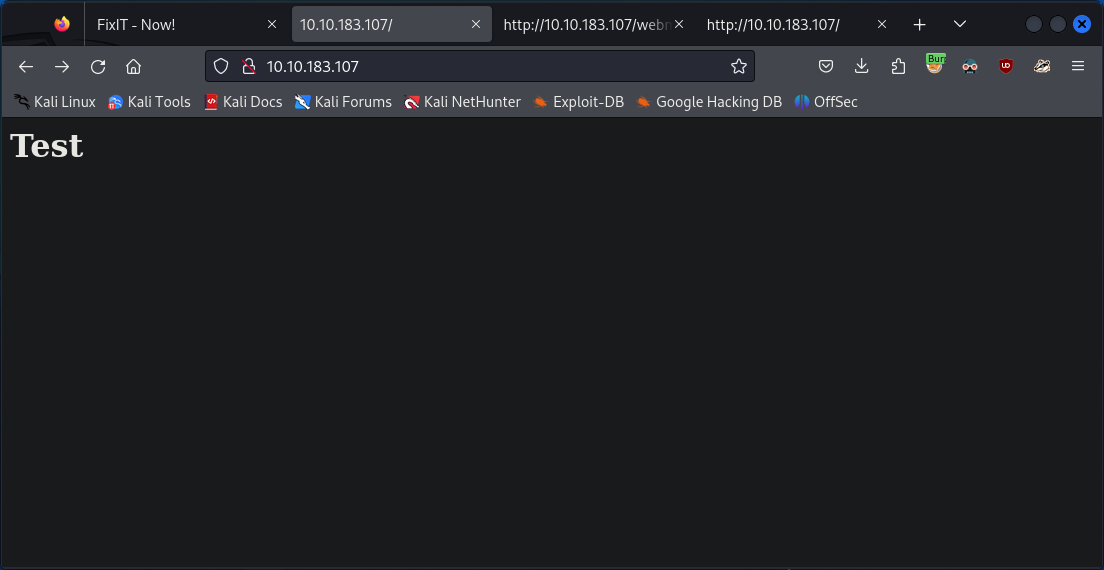 FixIT - Now!
10.10.183.107/
http://10.10.183.107/webn
http://10.10.183.107/
10.10.183.107
Bur
Kali Linux
Kali Tools
Kali Docs
Kali Forums
Kali NetHunter
Exploit-DB
Google Hacking DB
OffSec
Test